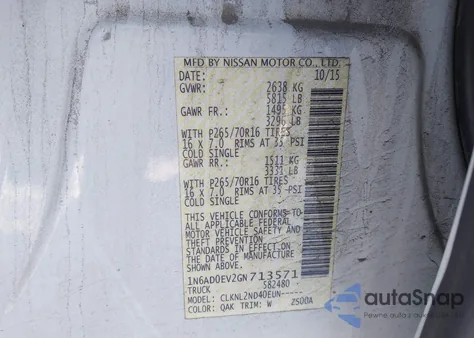 MFD BY NISSAN MOTOR CO., LTD.
DATE: 10/15
GVWR: 2638 KG
5815 LB
GAWR FR.: 1495 KG
3296 LB
WITH P265/70R16 TIRES
16 X 7.0 RIMS AT 35 PSI
COLD SINGLE
GAWR RR.: 1511 KG
3331 LB
WITH P265/70R16 TIRES
16 X 7.0 RIMS AT 35 PSI
COLD SINGLE
THIS VEHICLE CONFORMS TO
ALL APPLICABLE FEDERAL
MOTOR VEHICLE SAFETY AND
THEFT PREVENTION
STANDARDS IN EFFECT ON
THE DATE OF MANUFACTURE
SHOWN ABOVE.
1N6AD0EV2GN713571
TRUCK 582480
MODEL: CLKNL2ND40EUN-----
COLOR: QAK TRIM: W Z500A
autoSnap